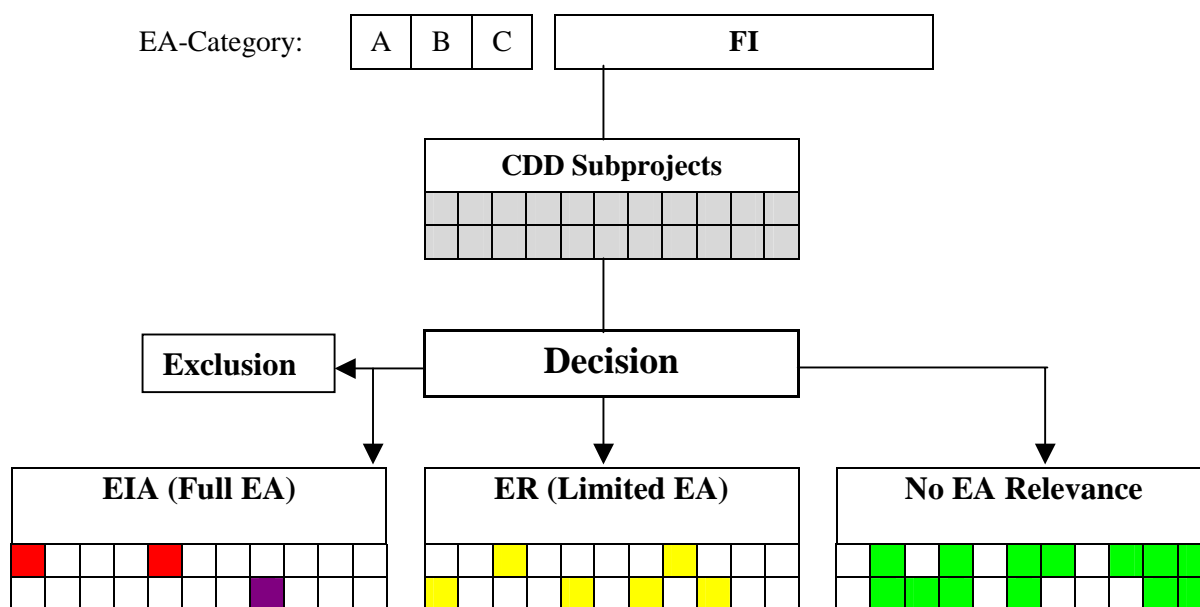 EA-Category: A B C FI
CDD Subprojects
Exclusion Decision
EIA (Full EA) ER (Limited EA) No EA Relevance